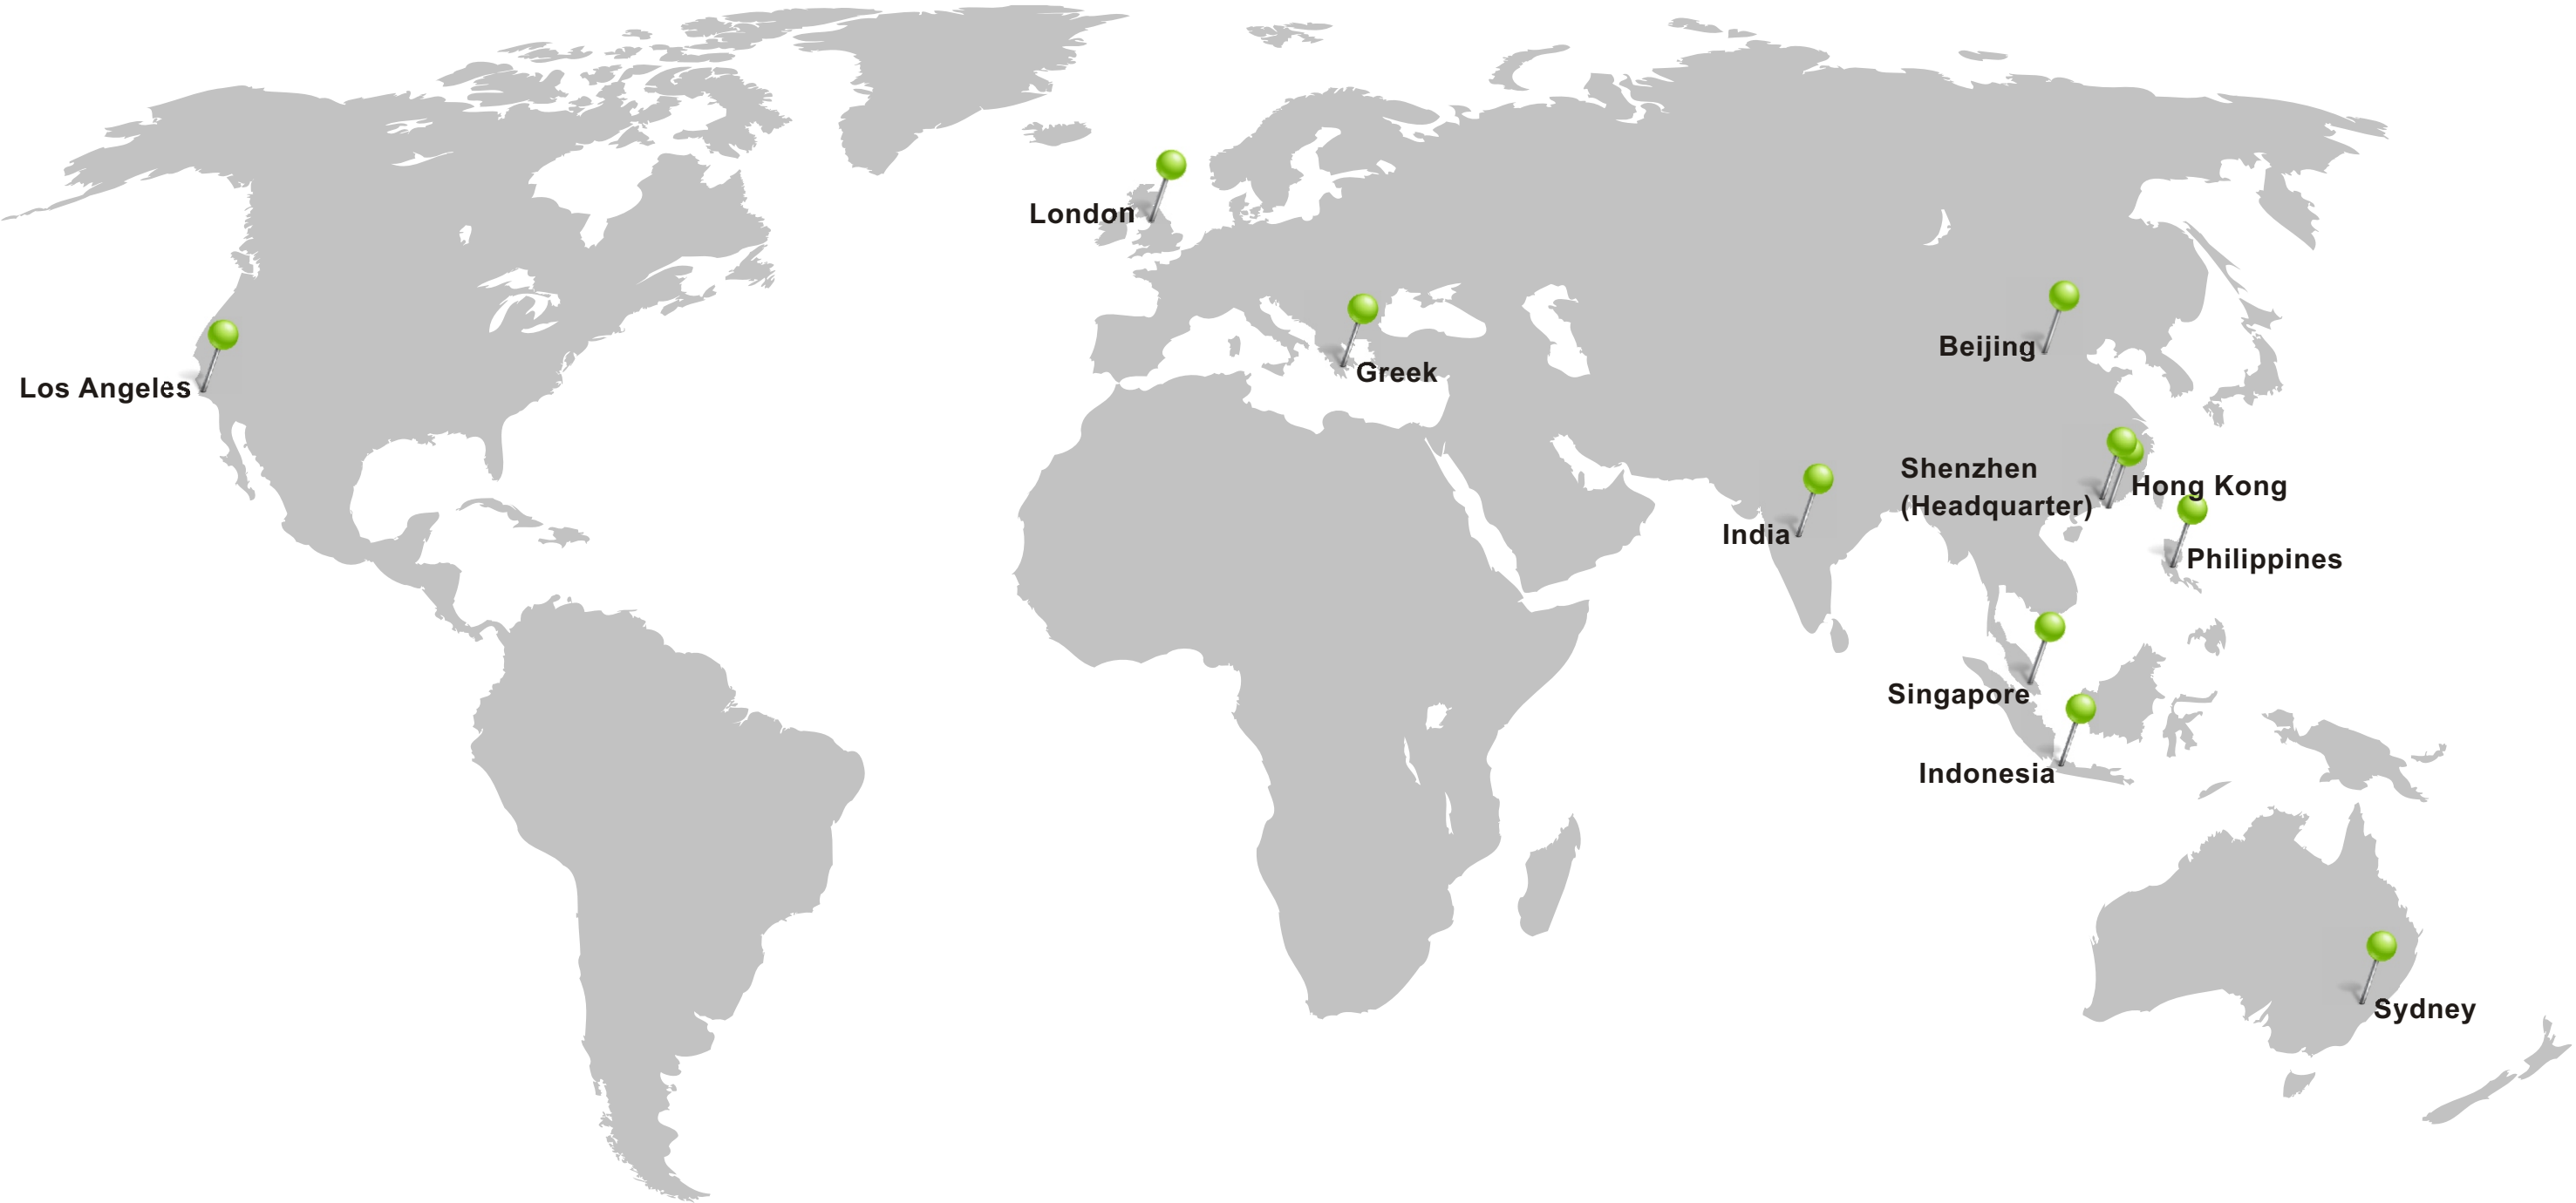 London
Beijing
Greek
Los Angeles
Shenzhen
(Headquarter)
Hong Kong
India
Philippines
Singapore
Indonesia
Sydney